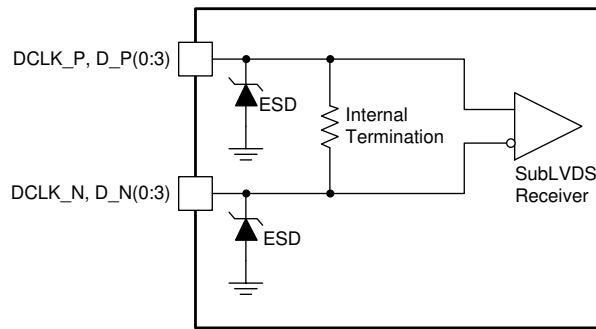 DCLK_P, D_P(0:3)
ESD
Internal
Termination
SubLVDS
Receiver
DCLK_N, D_N(0:3)
ESD